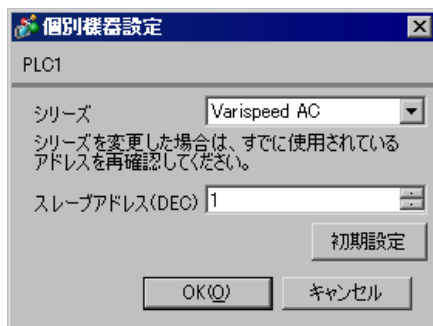 個別機器設定
PLC1
シリーズ
Varispeed AC
シリーズを変更した場合は、すでに使用されている
アドレスを再確認してください。
スレーブアドレス(DEC)
1
初期設定
OK(O)
キャンセル